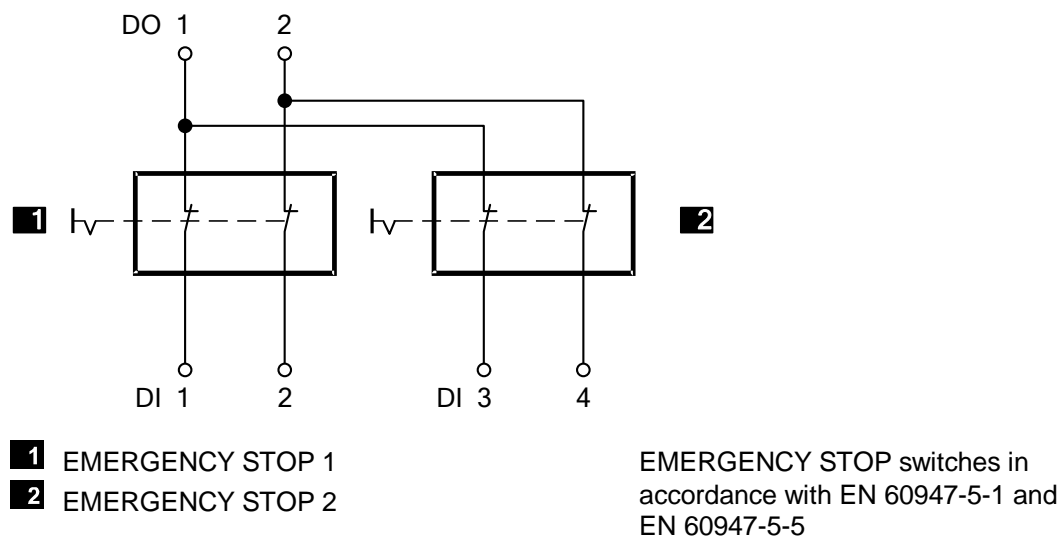 DO 1 2
1
2
DI 1 2 DI 3 4
1 EMERGENCY STOP 1
2 EMERGENCY STOP 2
EMERGENCY STOP switches in
accordance with EN 60947-5-1 and
EN 60947-5-5